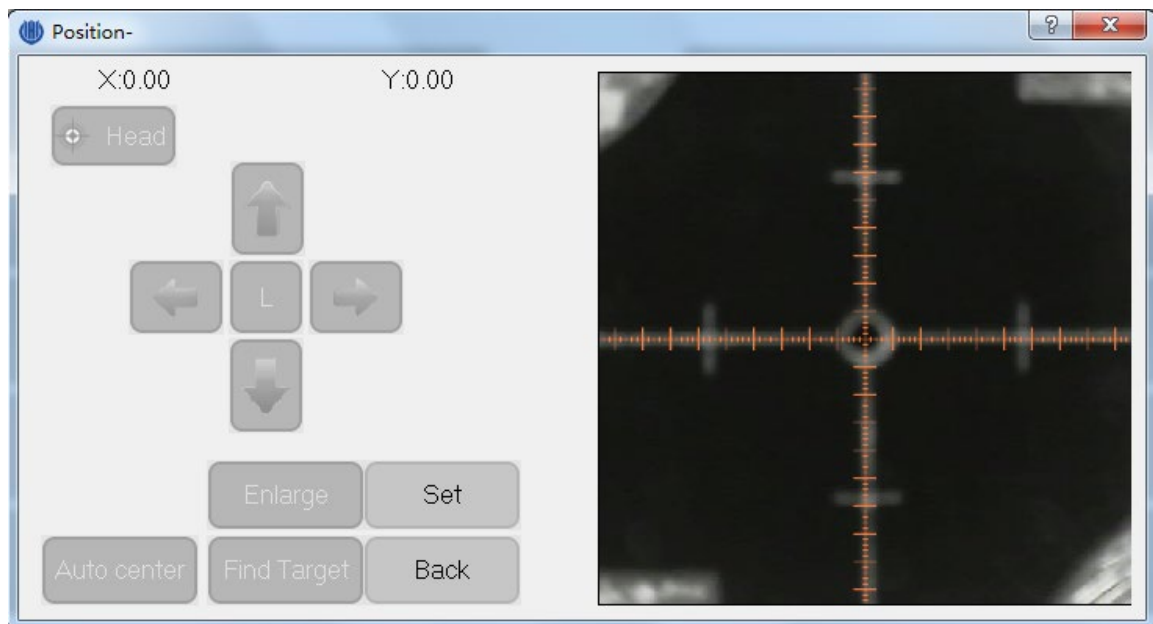 Position-
X:0.00 Y:0.00
Head
L
Enlarge Set
Auto center Find Target Back